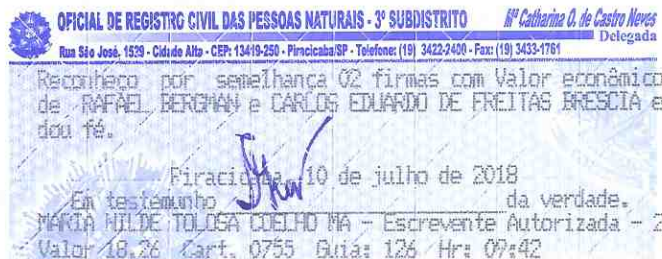 OFICIAL DE REGISTRO CIVIL DAS PESSOAS NATURAIS - 3º SUBDISTRITO
Mª Catharina O. de Castro Neves
Delegada
Rua São José, 1539 - Cidade Alta - CEP: 13419-250 - Piracicaba/SP - Telefone: (19) 3422-2400 - Fax: (19) 3433-1761
Reconheço por semelhança 02 firmas com Valor econômico
de RAFAEL BERGMAN e CARLOS EDUARDO DE FREITAS BRESCIA e
dou fé.
10 de julho de 2018
Em testemunho da verdade.
MARIA HILDE TOLOSA COELHO MA - Escrevente Autorizada - 2
Valor 18.26 Cart. 0755 Guia: 126 Hr: 09:42